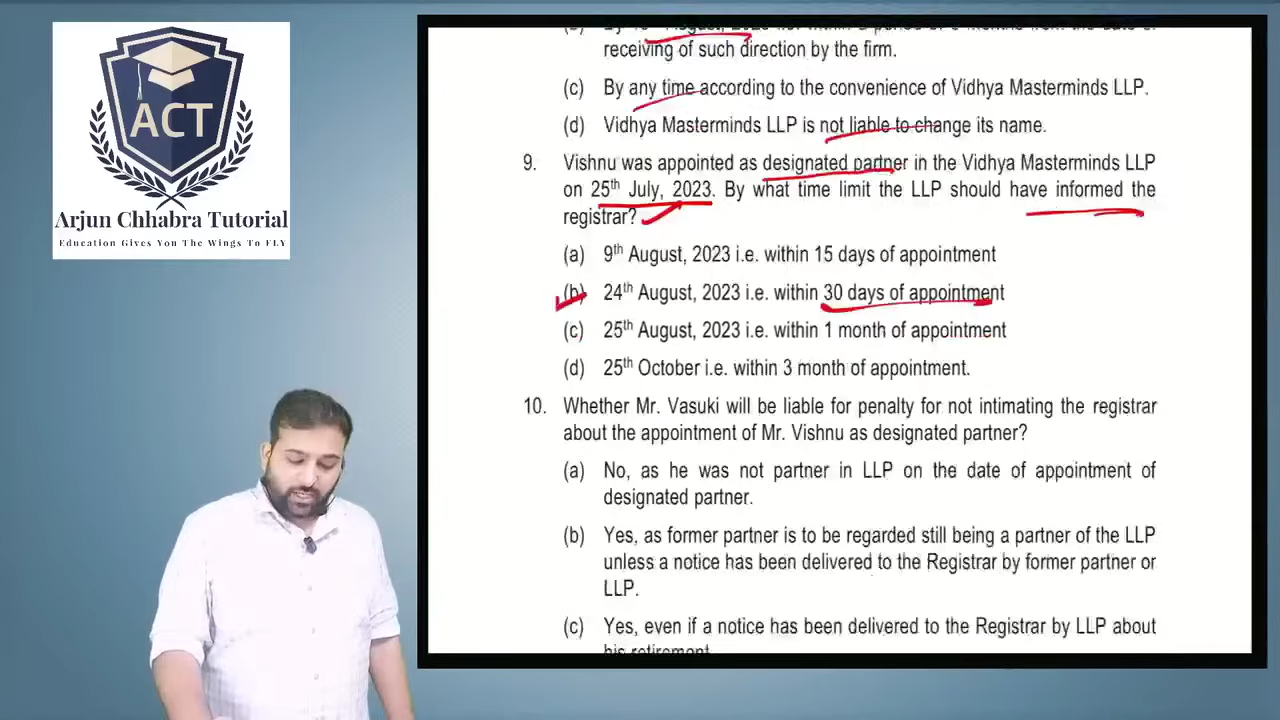 ACT
Arjun Chhabra Tutorial
Education Gives You The Wings To FLY
receiving of such direction by the firm.
(c) By any time according to the convenience of Vidhya Masterminds LLP.
(d) Vidhya Masterminds LLP is not liable to change its name.
9. Vishnu was appointed as designated partner in the Vidhya Masterminds LLP
on 25th July, 2023. By what time limit the LLP should have informed the
registrar?
(a) 9th August, 2023 i.e. within 15 days of appointment
(b) 24th August, 2023 i.e. within 30 days of appointment
(c) 25th August, 2023 i.e. within 1 month of appointment
(d) 25th October i.e. within 3 month of appointment.
10. Whether Mr. Vasuki will be liable for penalty for not intimating the registrar
about the appointment of Mr. Vishnu as designated partner?
(a) No, as he was not partner in LLP on the date of appointment of
designated partner.
(b) Yes, as former partner is to be regarded still being a partner of the LLP
unless a notice has been delivered to the Registrar by former partner or
LLP.
(c) Yes, even if a notice has been delivered to the Registrar by LLP about
his retirement.